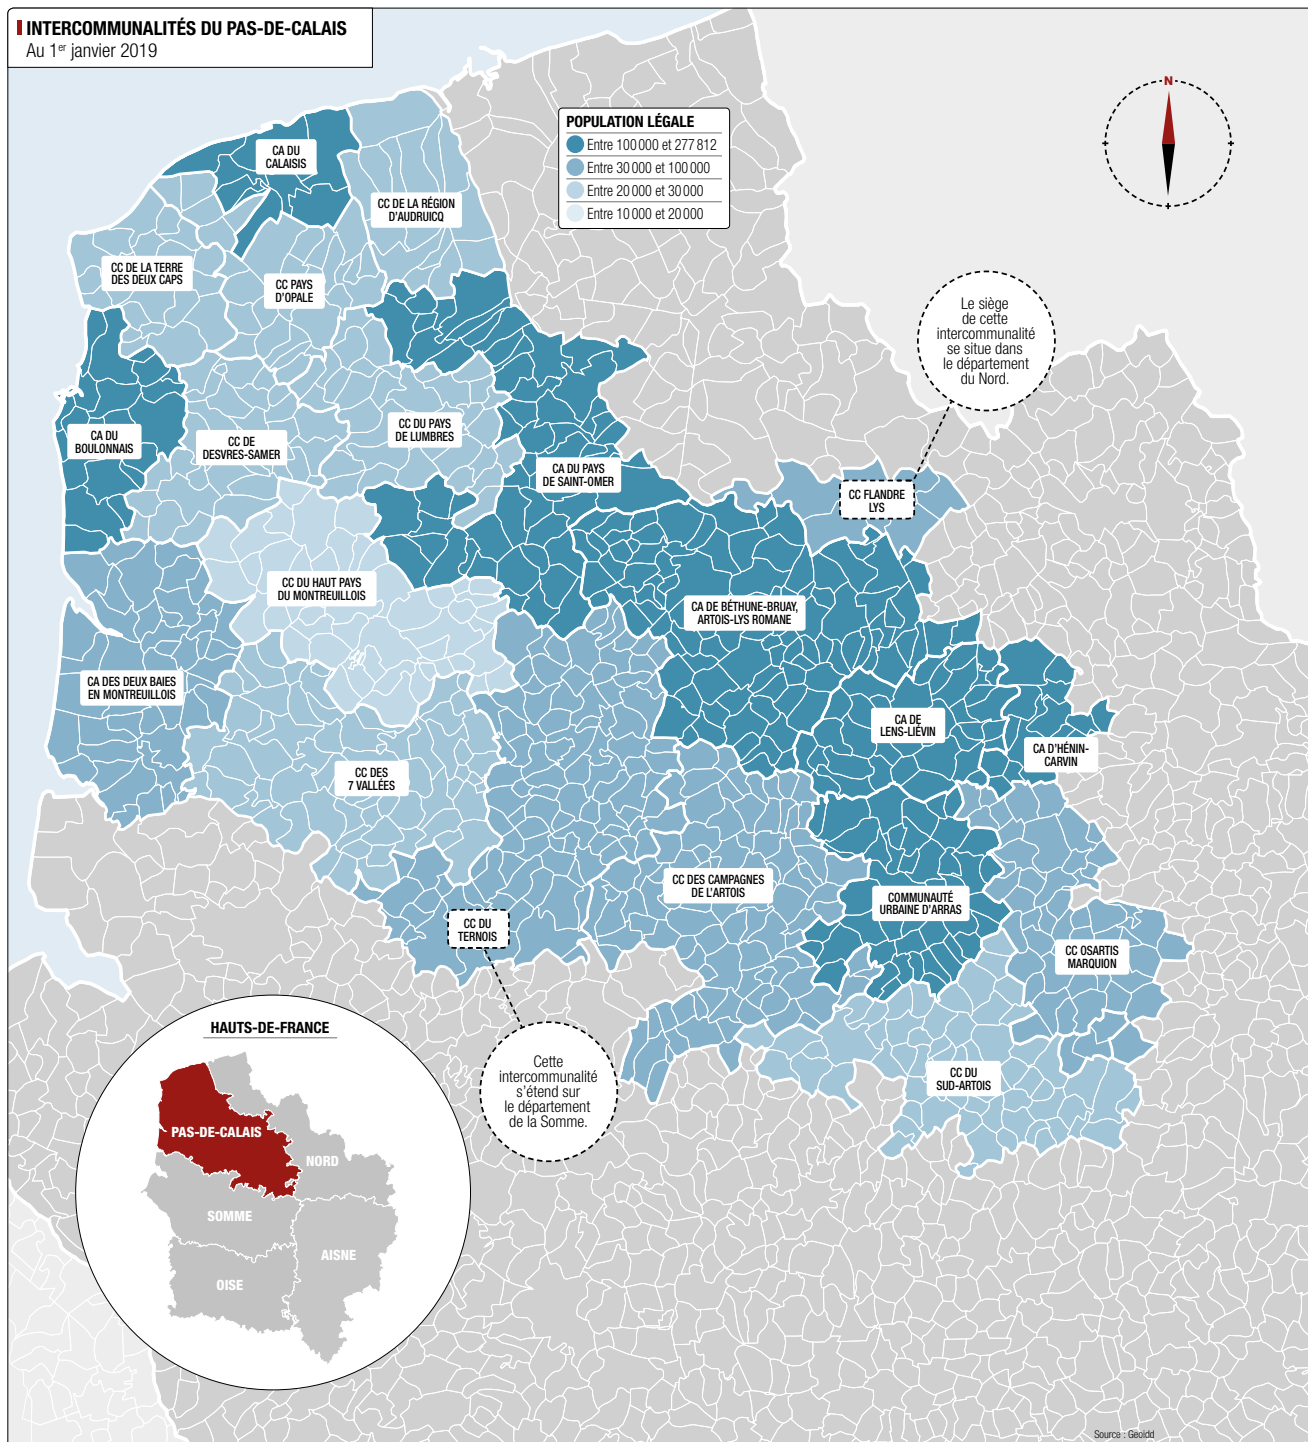 INTERCOMMUNALITÉS DU PAS-DE-CALAIS
Au 1er janvier 2019
N
POPULATION LÉGALE
Entre 100 000 et 277 812
Entre 30 000 et 100 000
Entre 20 000 et 30 000
Entre 10 000 et 20 000
CA DU
CALAISIS
CC DE LA RÉGION
D'AUDRUICQ
CC DE LA TERRE
DES DEUX CAPS
CC PAYS
D'OPALE
Le siège
de cette
intercommunalité
se situe dans
le département
du Nord.
CA DU
BOULONNAIS
CC DE
DESVRES-SAMER
CC DU PAYS
DE LUMBRES
CA DU PAYS
DE SAINT-OMER
CC FLANDRE
LYS
CC DU HAUT PAYS
DU MONTREUILLOIS
CA DE BÉTHUNE-BRUAY,
ARTOIS-LYS ROMANE
CA DES DEUX BAIES
EN MONTREUILLOIS
CA DE
LENS-LIÉVIN
CA D'HÉNIN-
CARVIN
CC DES
7 VALLÉES
CC DES CAMPAGNES
DE L'ARTOIS
COMMUNAUTÉ
URBAINE D'ARRAS
CC DU
TERNOIS
CC OSARTIS
MARQUION
CC DU
SUD-ARTOIS
Cette
intercommunalité
s'étend sur
le département
de la Somme.
HAUTS-DE-FRANCE
PAS-DE-CALAIS
NORD
SOMME
AISNE
OISE
Source : Geoidd